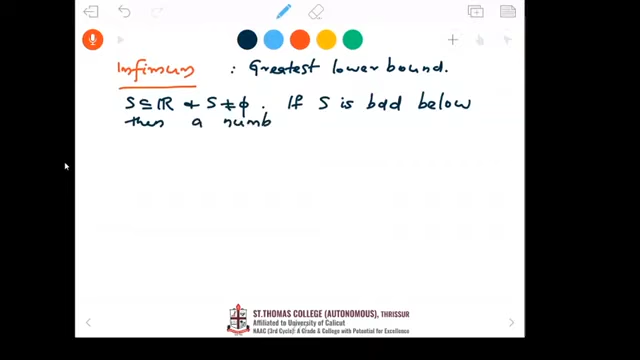 Infimum : Greatest lower bound.
S ⊆ ℝ & S ≠ φ. If S is bdd below
then a numb
ST.THOMAS COLLEGE (AUTONOMOUS), THRISSUR
Affiliated to University of Calicut
NAAC (3rd Cycle): A Grade & College with Potential for Excellence